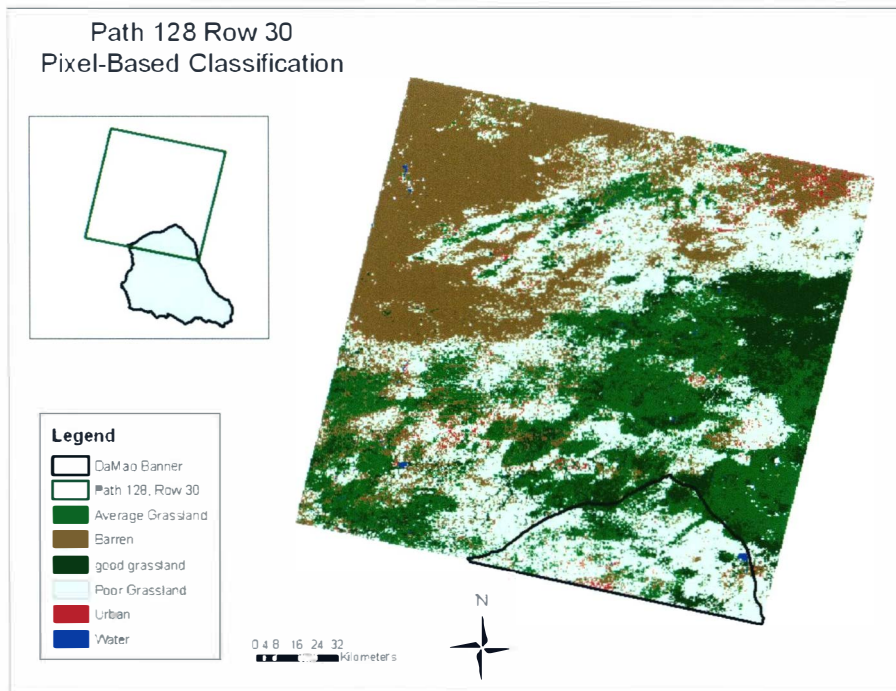 Path 128 Row 30
Pixel-Based Classification
Legend
DaMao Banner
Path 128, Row 30
Average Grassland
Barren
good grassland
Poor Grassland
Urban
Water
N
0 4 8 16 24 32
Kilometers